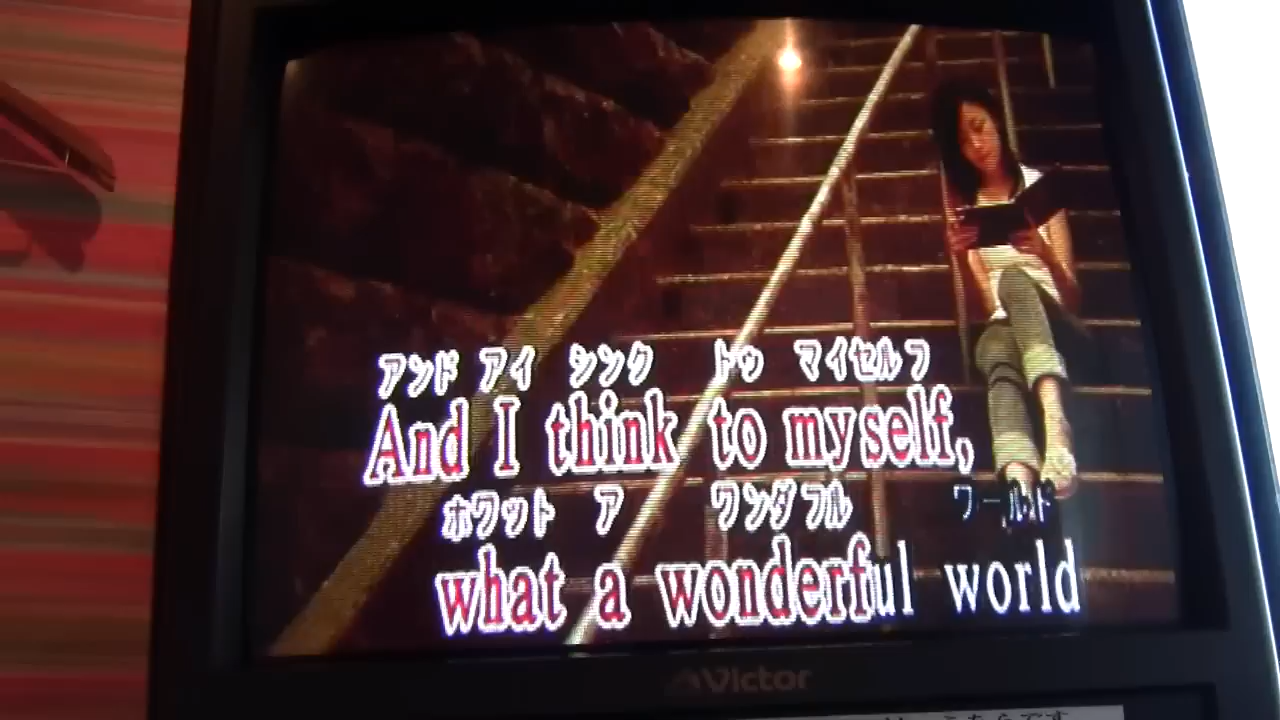 アンド アイ シンク トゥ マイセルフ
And I think to myself,
ホワット ア ワンダフル ワールド
what a wonderful world
Victor